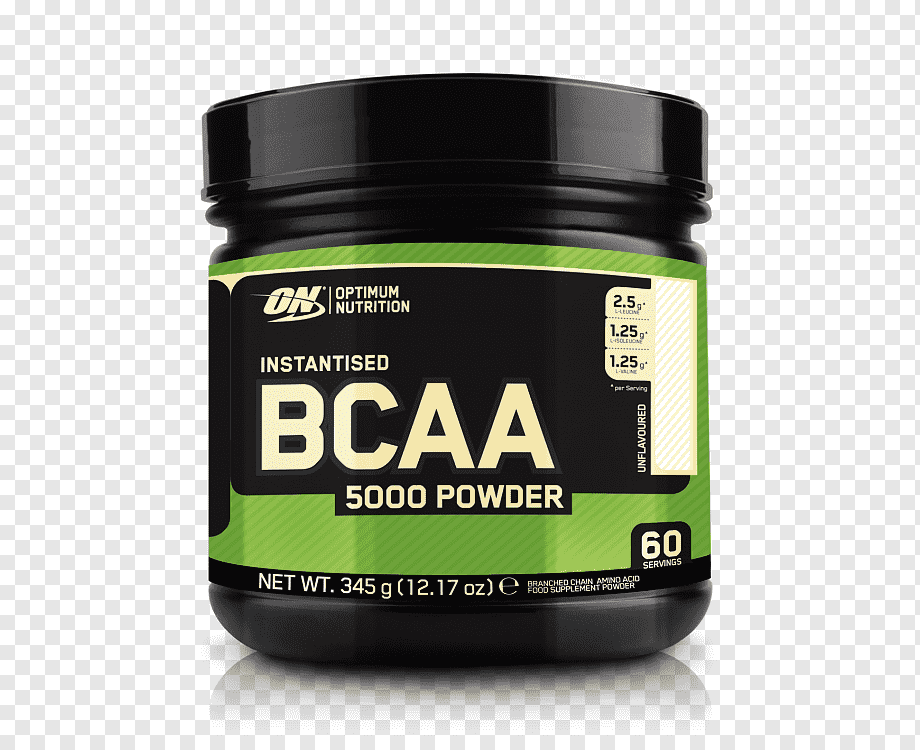 ON
OPTIMUM
NUTRITION
INSTANTISED
BCAA
5000 POWDER
2.5g*
L-LEUCINE
1.25g*
L-ISOLEUCINE
1.25g*
L-VALINE
* per Serving
UNFLAVOURED
60
SERVINGS
NET WT. 345 g (12.17 oz) ℮
BRANCHED CHAIN AMINO ACID
FOOD SUPPLEMENT POWDER